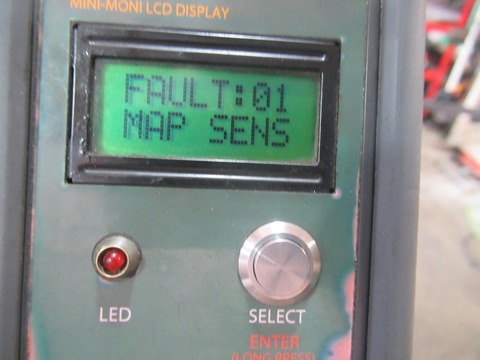 MINI-MONI LCD DISPLAY
FAULT:01
MAP SENS
LED
SELECT
ENTER
(LONG PRESS)